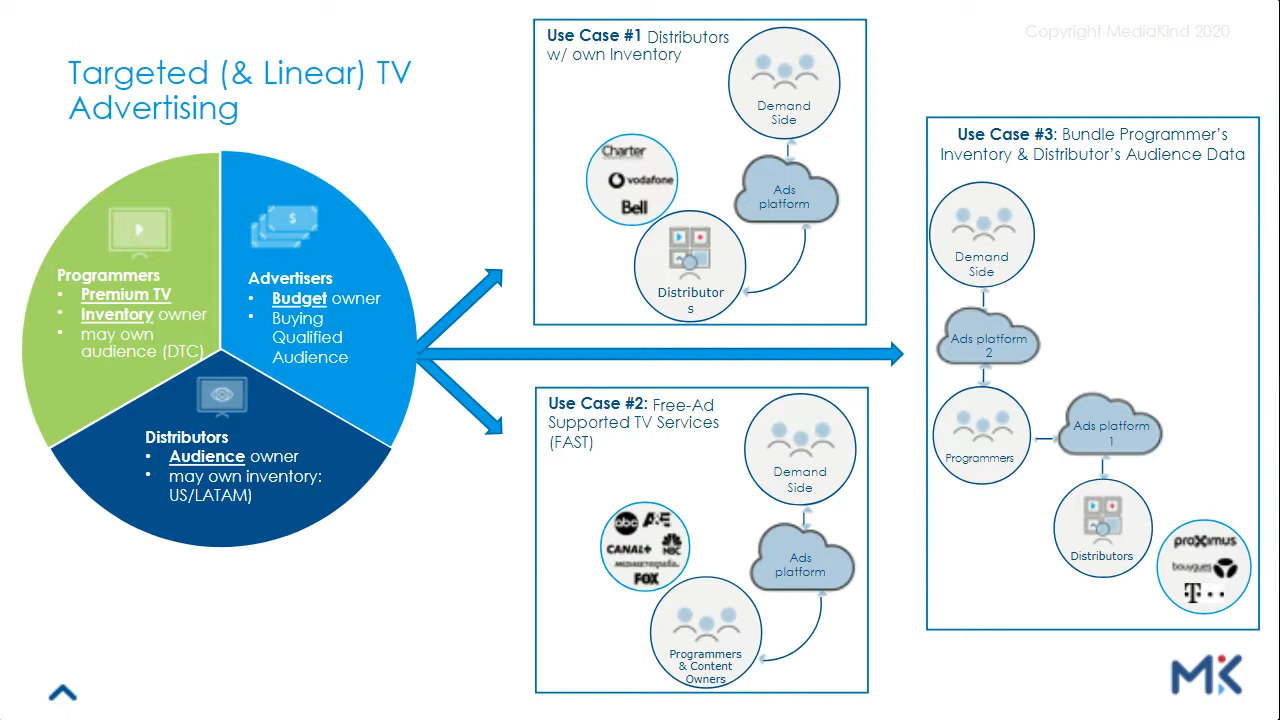 Copyright MediaKind 2020
Targeted (& Linear) TV
Advertising
Programmers
• Premium TV
• Inventory owner
• may own
audience (DTC)
Advertisers
• Budget owner
• Buying
Qualified
Audience
$
Distributors
• Audience owner
• may own inventory:
US/LATAM)
Use Case #1 Distributors
w/ own Inventory
Demand
Side
Charter
vodafone
Bell
Ads
platform
Distributor
s
Use Case #2: Free-Ad
Supported TV Services
(FAST)
Demand
Side
abc
A&E
CANAL+
NBC
MEDIASETespaña.
FOX
Ads
platform
Programmers
& Content
Owners
Use Case #3: Bundle Programmer's
Inventory & Distributor's Audience Data
Demand
Side
Ads platform
2
Programmers
Ads platform
1
Distributors
proximus
bouygues
T
MK